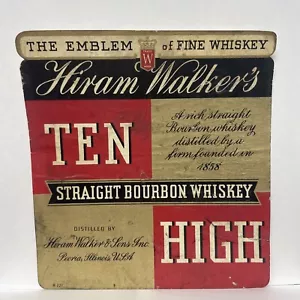 THE EMBLEM of FINE WHISKEY
W
Hiram Walker's
TEN
A rich straight
Bourbon whiskey
distilled by a
firm founded in
1858
STRAIGHT BOURBON WHISKEY
DISTILLED BY
Hiram Walker & Sons Inc.
Peoria, Illinois U.S.A.
HIGH